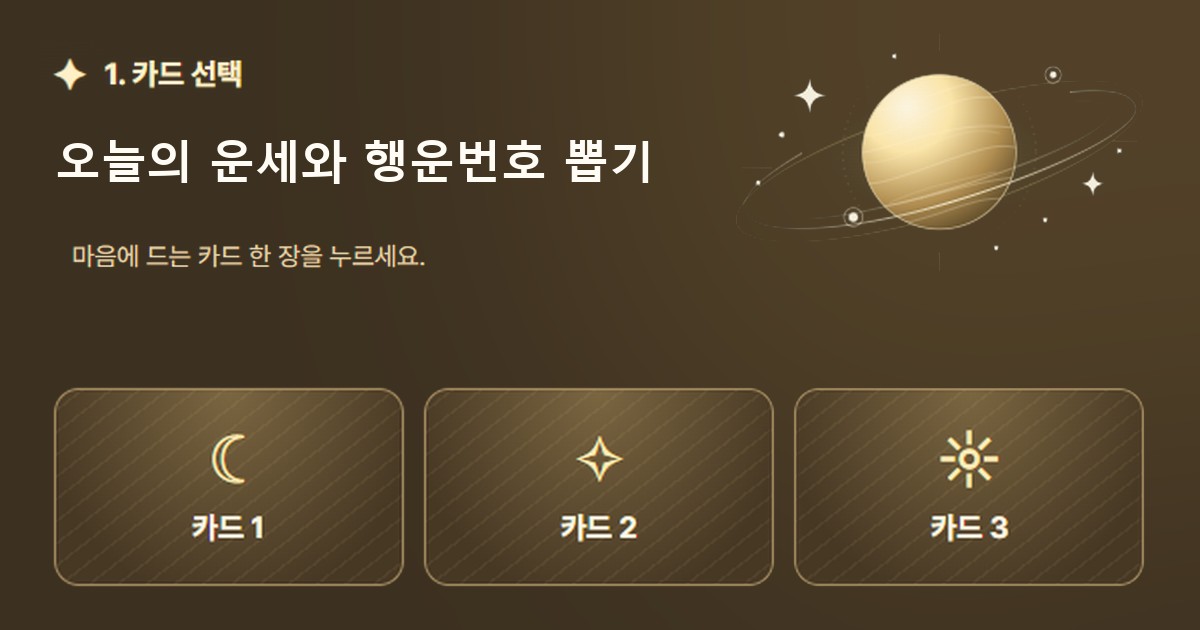 1. 카드 선택
오늘의 운세와 행운번호 뽑기
마음에 드는 카드 한 장을 누르세요.
카드 1
카드 2
카드 3